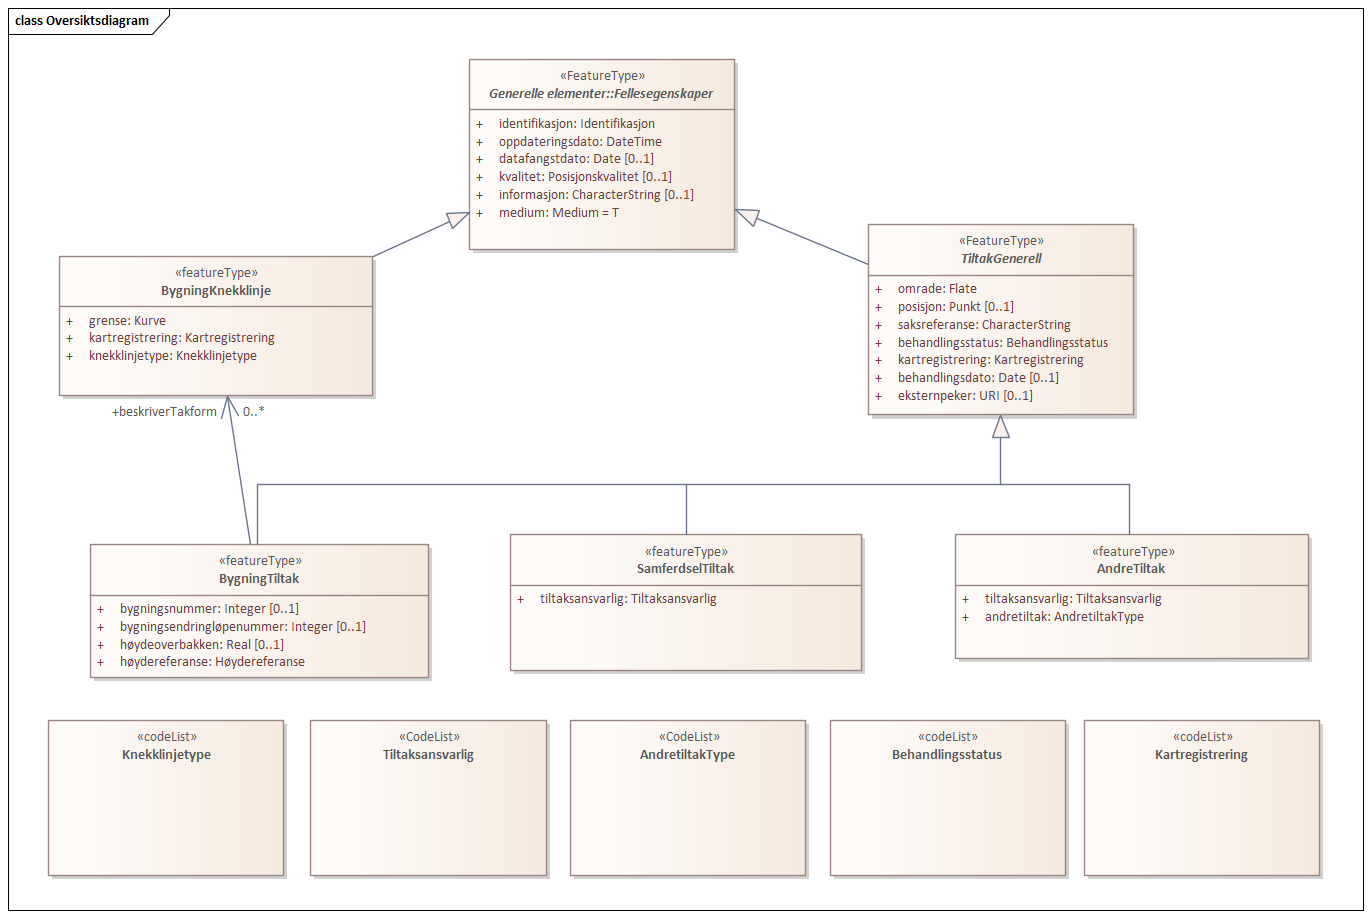 class Oversiktsdiagram
«FeatureType»
Generelle elementer::Fellesegenskaper
+ identifikasjon: Identifikasjon
+ oppdateringsdato: DateTime
+ datafangstdato: Date [0..1]
+ kvalitet: Posisjonskvalitet [0..1]
+ informasjon: CharacterString [0..1]
+ medium: Medium = T
«featureType»
BygningKnekklinje
+ grense: Kurve
+ kartregistrering: Kartregistrering
+ knekklinjetype: Knekklinjetype
«FeatureType»
TiltakGenerell
+ omrade: Flate
+ posisjon: Punkt [0..1]
+ saksreferanse: CharacterString
+ behandlingsstatus: Behandlingsstatus
+ kartregistrering: Kartregistrering
+ behandlingsdato: Date [0..1]
+ eksternpeker: URI [0..1]
+beskriverTakform 0..*
«featureType»
BygningTiltak
+ bygningsnummer: Integer [0..1]
+ bygningsendringløpenummer: Integer [0..1]
+ høydeoverbakken: Real [0..1]
+ høydereferanse: Høydereferanse
«featureType»
SamferdselTiltak
+ tiltaksansvarlig: Tiltaksansvarlig
«featureType»
AndreTiltak
+ tiltaksansvarlig: Tiltaksansvarlig
+ andretiltak: AndretiltakType
«codeList»
Knekklinjetype
«CodeList»
Tiltaksansvarlig
«CodeList»
AndretiltakType
«codeList»
Behandlingsstatus
«codeList»
Kartregistrering